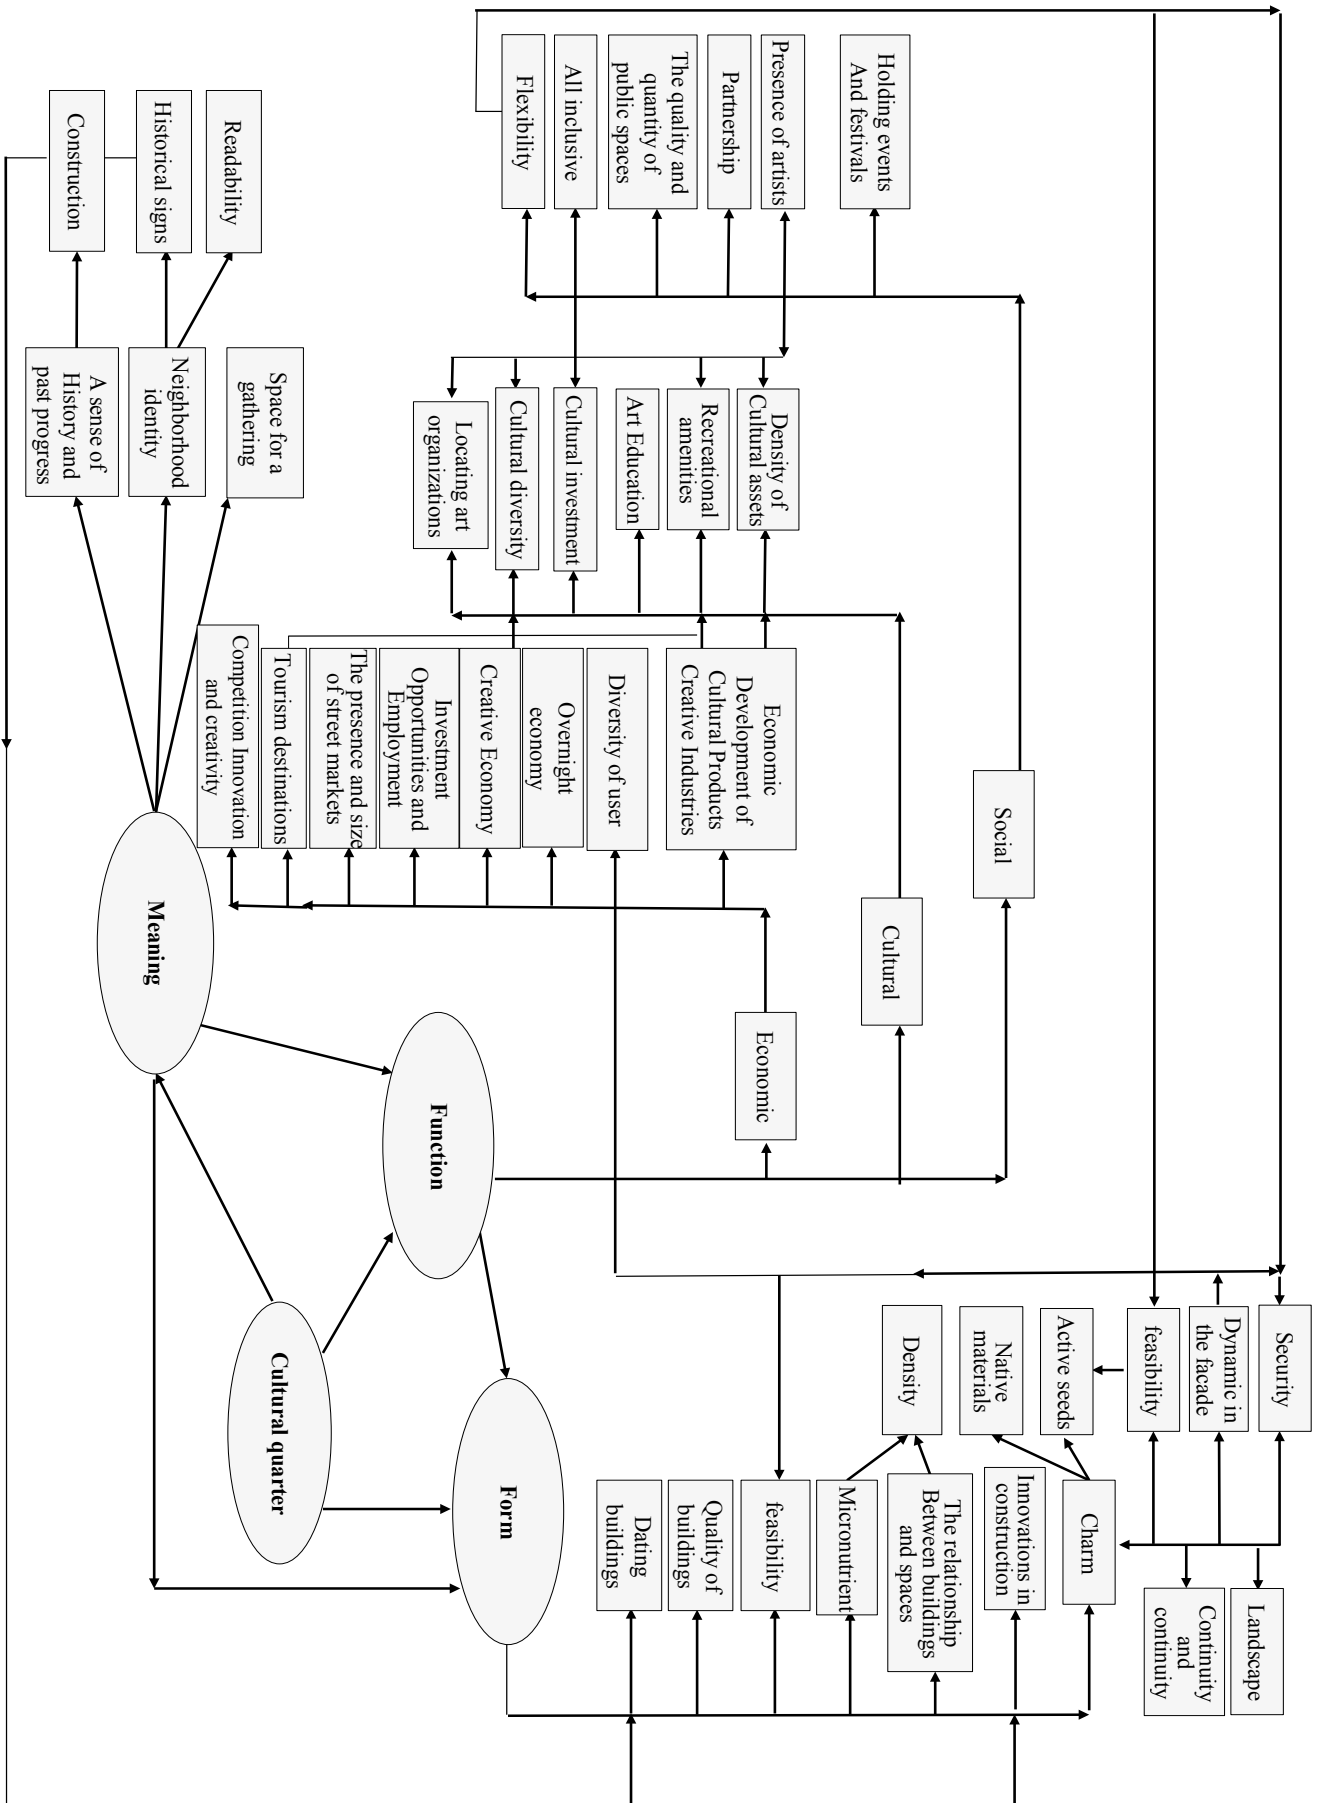 Security
Landscape
Dynamic in
the facade
Continuity
and
continuity
feasibility
Active seeds
Charm
Native
materials
Innovations in
construction
Social
Density
The relationship
Between buildings
and spaces
Holding events
And festivals
Cultural
Micronutrient
Presence of artists
Density of
Cultural assets
Economic
Development of
Cultural Products
Creative Industries
Economic
feasibility
Partnership
Recreational
amenities
Quality of
buildings
The quality and
quantity of
public spaces
Art Education
Diversity of user
Dating
buildings
All inclusive
Cultural investment
Overnight
economy
Flexibility
Cultural diversity
Creative Economy
Form
Locating art
organizations
Investment
Opportunities and
Employment
Function
The presence and size
of street markets
Tourism destinations
Cultural quarter
Space for a
gathering
Competition Innovation
and creativity
Readability
Historical signs
Neighborhood
identity
Meaning
Construction
A sense of
History and
past progress